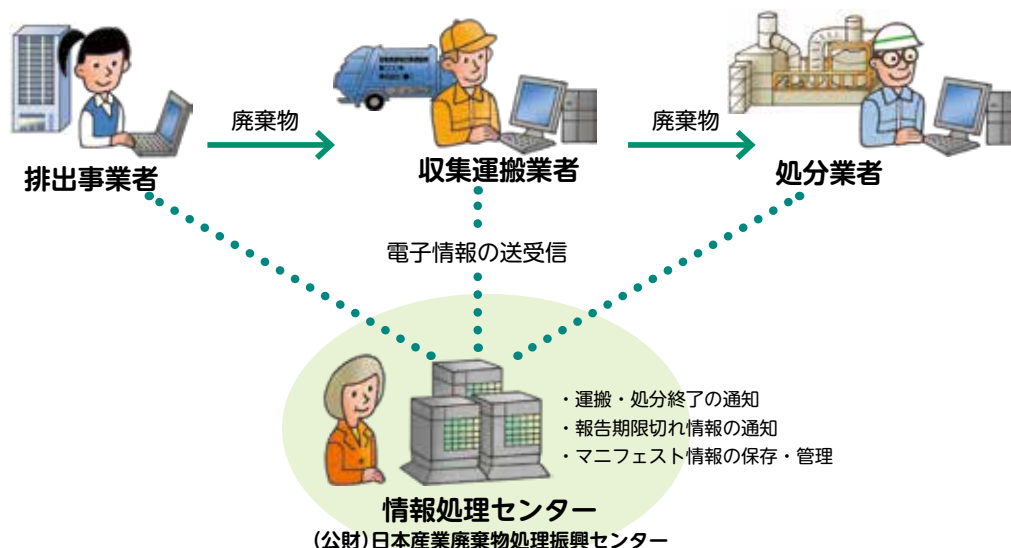 廃棄物
廃棄物
排出事業者
収集運搬業者
処分業者
電子情報の送受信
・運搬・処分終了の通知
・報告期限切れ情報の通知
・マニフェスト情報の保存・管理
情報処理センター
(公財)日本産業廃棄物処理振興センター